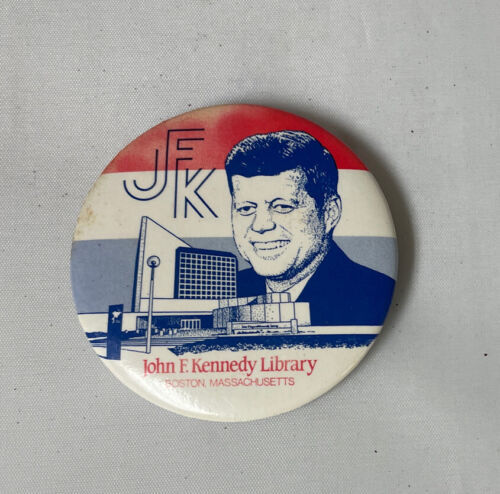 JFK
John F. Kennedy Library
BOSTON, MASSACHUSETTS